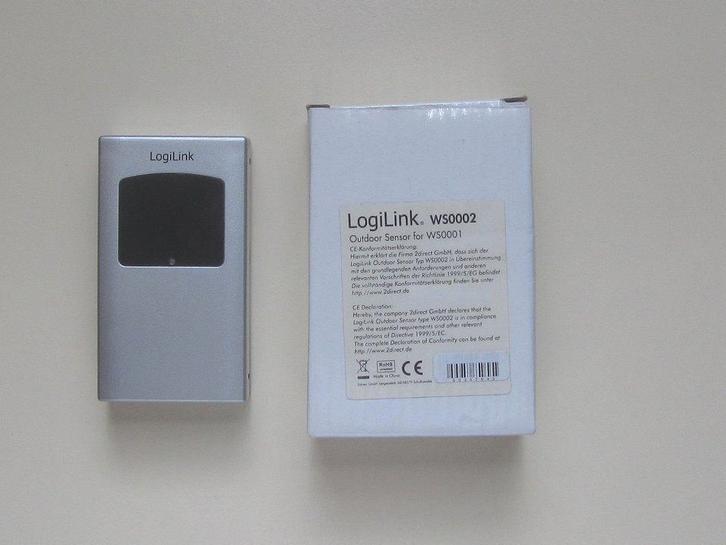 LogiLink
LogiLink® WS0002
Outdoor Sensor for WS0001
CE-Konformitätserklärung:
Hiermit erklärt die Firma 2direct GmbH, dass sich der
LogiLink Outdoor Sensor Typ WS0002 in Übereinstimmung
mit den grundlegenden Anforderungen und anderen
relevanten Vorschriften der Richtlinie 1999/5/EG befindet
Die vollständige Konformitätserklärung finden Sie unter
http://www.2direct.de
CE Declaration:
Hereby, the company 2direct GmbH declares that the
LogiLink Outdoor Sensor type WS0002 is in compliance
with the essential requirements and other relevant
regulations of Directive 1999/5/EC.
The complete Declaration of Conformity can be found at
http://www.2direct.de
RoHS CE
Made in China